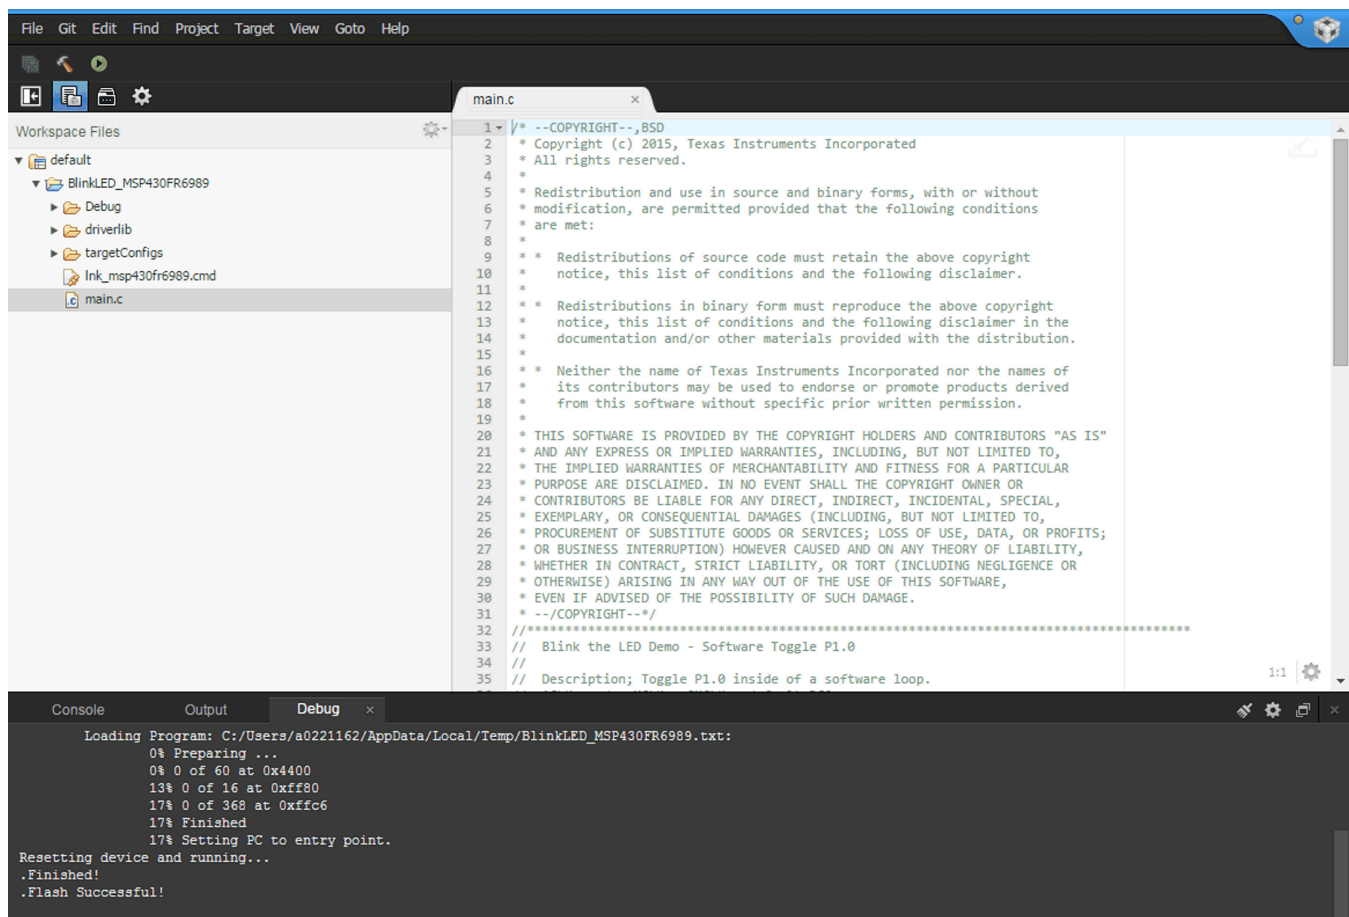 File Git Edit Find Project Target View Goto Help
main.c ×
Workspace Files
default
BlinkLED_MSP430FR6989
Debug
driverlib
targetConfigs
lnk_msp430fr6989.cmd
.c main.c
1 /* --COPYRIGHT--,BSD
2 * Copyright (c) 2015, Texas Instruments Incorporated
3 * All rights reserved.
4 *
5 * Redistribution and use in source and binary forms, with or without
6 * modification, are permitted provided that the following conditions
7 * are met:
8 *
9 * * Redistributions of source code must retain the above copyright
10 * notice, this list of conditions and the following disclaimer.
11 *
12 * * Redistributions in binary form must reproduce the above copyright
13 * notice, this list of conditions and the following disclaimer in the
14 * documentation and/or other materials provided with the distribution.
15 *
16 * * Neither the name of Texas Instruments Incorporated nor the names of
17 * its contributors may be used to endorse or promote products derived
18 * from this software without specific prior written permission.
19 *
20 * THIS SOFTWARE IS PROVIDED BY THE COPYRIGHT HOLDERS AND CONTRIBUTORS "AS IS"
21 * AND ANY EXPRESS OR IMPLIED WARRANTIES, INCLUDING, BUT NOT LIMITED TO,
22 * THE IMPLIED WARRANTIES OF MERCHANTABILITY AND FITNESS FOR A PARTICULAR
23 * PURPOSE ARE DISCLAIMED. IN NO EVENT SHALL THE COPYRIGHT OWNER OR
24 * CONTRIBUTORS BE LIABLE FOR ANY DIRECT, INDIRECT, INCIDENTAL, SPECIAL,
25 * EXEMPLARY, OR CONSEQUENTIAL DAMAGES (INCLUDING, BUT NOT LIMITED TO,
26 * PROCUREMENT OF SUBSTITUTE GOODS OR SERVICES; LOSS OF USE, DATA, OR PROFITS;
27 * OR BUSINESS INTERRUPTION) HOWEVER CAUSED AND ON ANY THEORY OF LIABILITY,
28 * WHETHER IN CONTRACT, STRICT LIABILITY, OR TORT (INCLUDING NEGLIGENCE OR
29 * OTHERWISE) ARISING IN ANY WAY OUT OF THE USE OF THIS SOFTWARE,
30 * EVEN IF ADVISED OF THE POSSIBILITY OF SUCH DAMAGE.
31 * --/COPYRIGHT--*/
32 //***************************************************************************************
33 // Blink the LED Demo - Software Toggle P1.0
34 //
35 // Description; Toggle P1.0 inside of a software loop.
1:1
Console Output Debug ×
Loading Program: C:/Users/a0221162/AppData/Local/Temp/BlinkLED_MSP430FR6989.txt:
0% Preparing ...
0% 0 of 60 at 0x4400
13% 0 of 16 at 0xff80
17% 0 of 368 at 0xffc6
17% Finished
17% Setting PC to entry point.
Resetting device and running...
.Finished!
.Flash Successful!